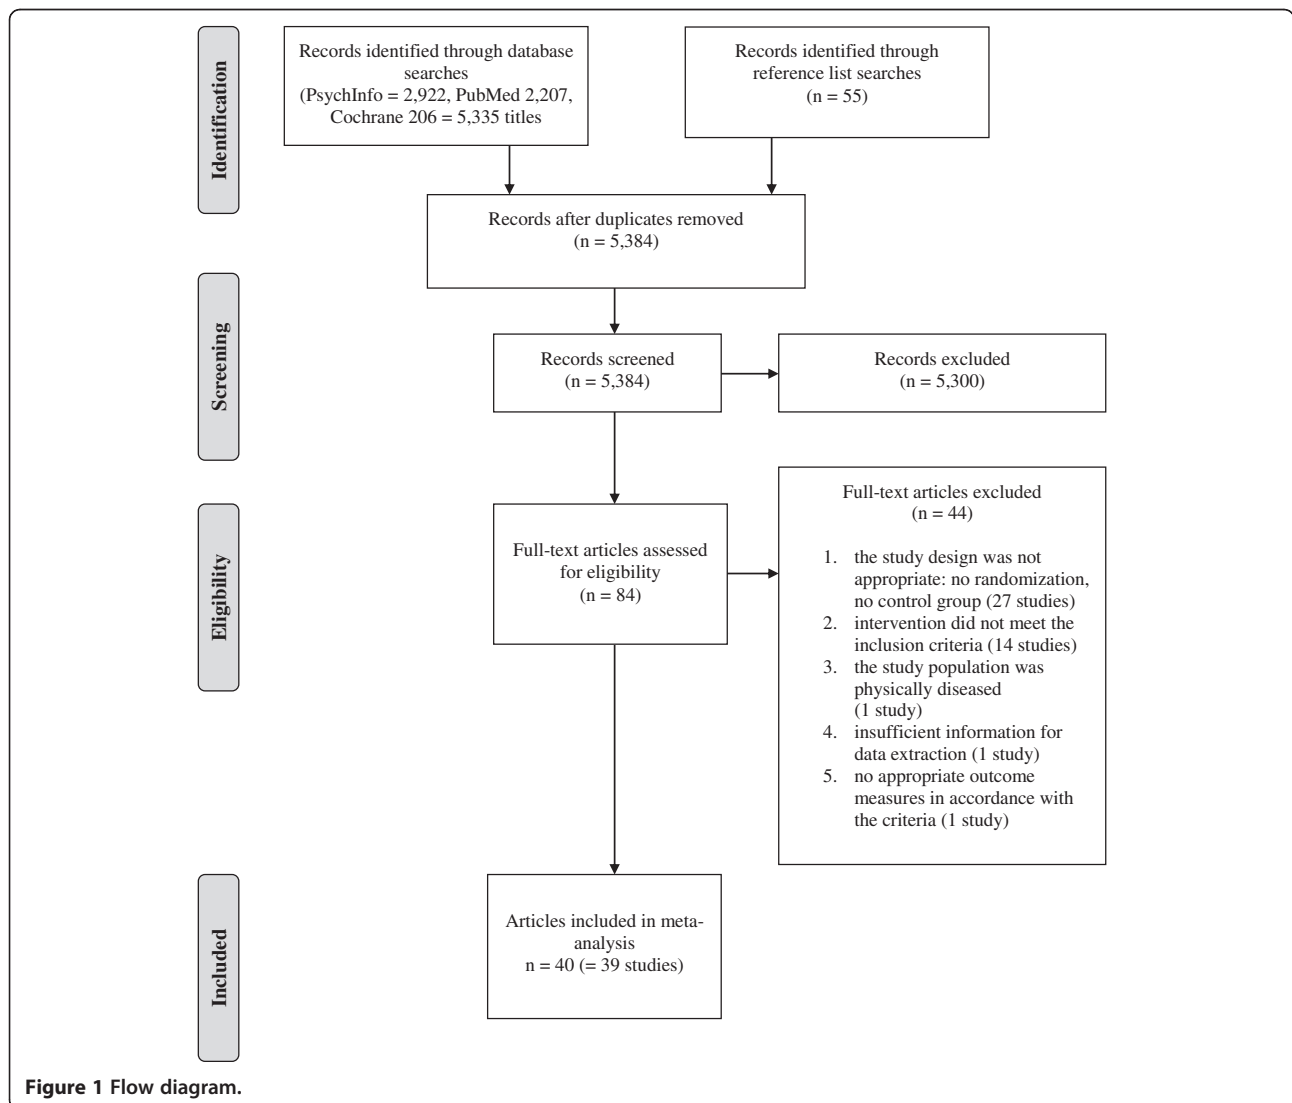 Identification
Records identified through database
searches
(PsychInfo = 2,922, PubMed 2,207,
Cochrane 206 = 5,335 titles
Records identified through
reference list searches
(n = 55)
Records after duplicates removed
(n = 5,384)
Screening
Records screened
(n = 5,384)
Records excluded
(n = 5,300)
Eligibility
Full-text articles assessed
for eligibility
(n = 84)
Full-text articles excluded
(n = 44)
1. the study design was not
appropriate: no randomization,
no control group (27 studies)
2. intervention did not meet the
inclusion criteria (14 studies)
3. the study population was
physically diseased
(1 study)
4. insufficient information for
data extraction (1 study)
5. no appropriate outcome
measures in accordance with
the criteria (1 study)
Included
Articles included in meta-
analysis
n = 40 (= 39 studies)
Figure 1 Flow diagram.